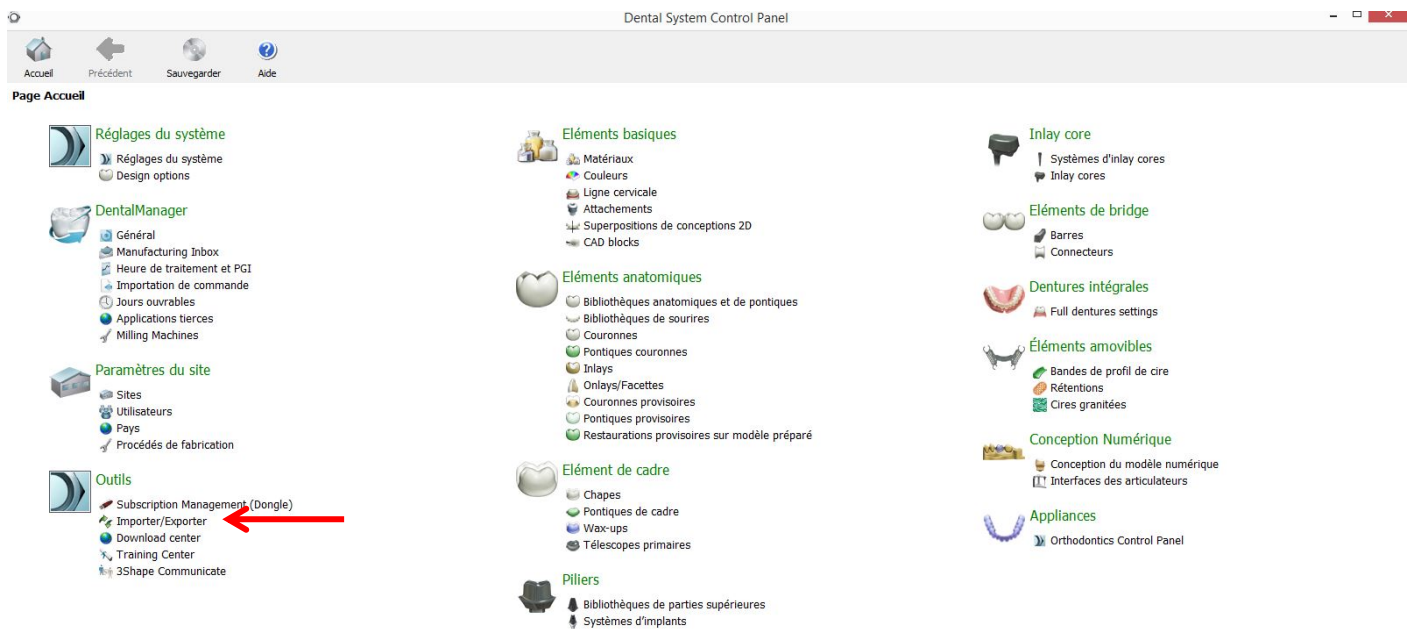 Dental System Control Panel
Accueil
Précédent
Sauvegarder
Aide
Page Accueil
Réglages du système
Réglages du système
Design options
DentalManager
Général
Manufacturing Inbox
Heure de traitement et PGI
Importation de commande
Jours ouvrables
Applications tierces
Milling Machines
Paramètres du site
Sites
Utilisateurs
Pays
Procédés de fabrication
Outils
Subscription Management (Dongle)
Importer/Exporter
Download center
Training Center
3Shape Communicate
Eléments basiques
Matériaux
Couleurs
Ligne cervicale
Attachements
Superpositions de conceptions 2D
CAD blocks
Eléments anatomiques
Bibliothèques anatomiques et de pontiques
Bibliothèques de sourires
Couronnes
Pontiques couronnes
Inlays
Onlays/Facettes
Couronnes provisoires
Pontiques provisoires
Restaurations provisoires sur modèle préparé
Elément de cadre
Chapes
Pontiques de cadre
Wax-ups
Télescopes primaires
Piliers
Bibliothèques de parties supérieures
Systèmes d'implants
Inlay core
Systèmes d'inlay cores
Inlay cores
Eléments de bridge
Barres
Connecteurs
Dentures intégrales
Full dentures settings
Éléments amovibles
Bandes de profil de cire
Rétentions
Cires granitées
Conception Numérique
Conception du modèle numérique
Interfaces des articulateurs
Appliances
Orthodontics Control Panel